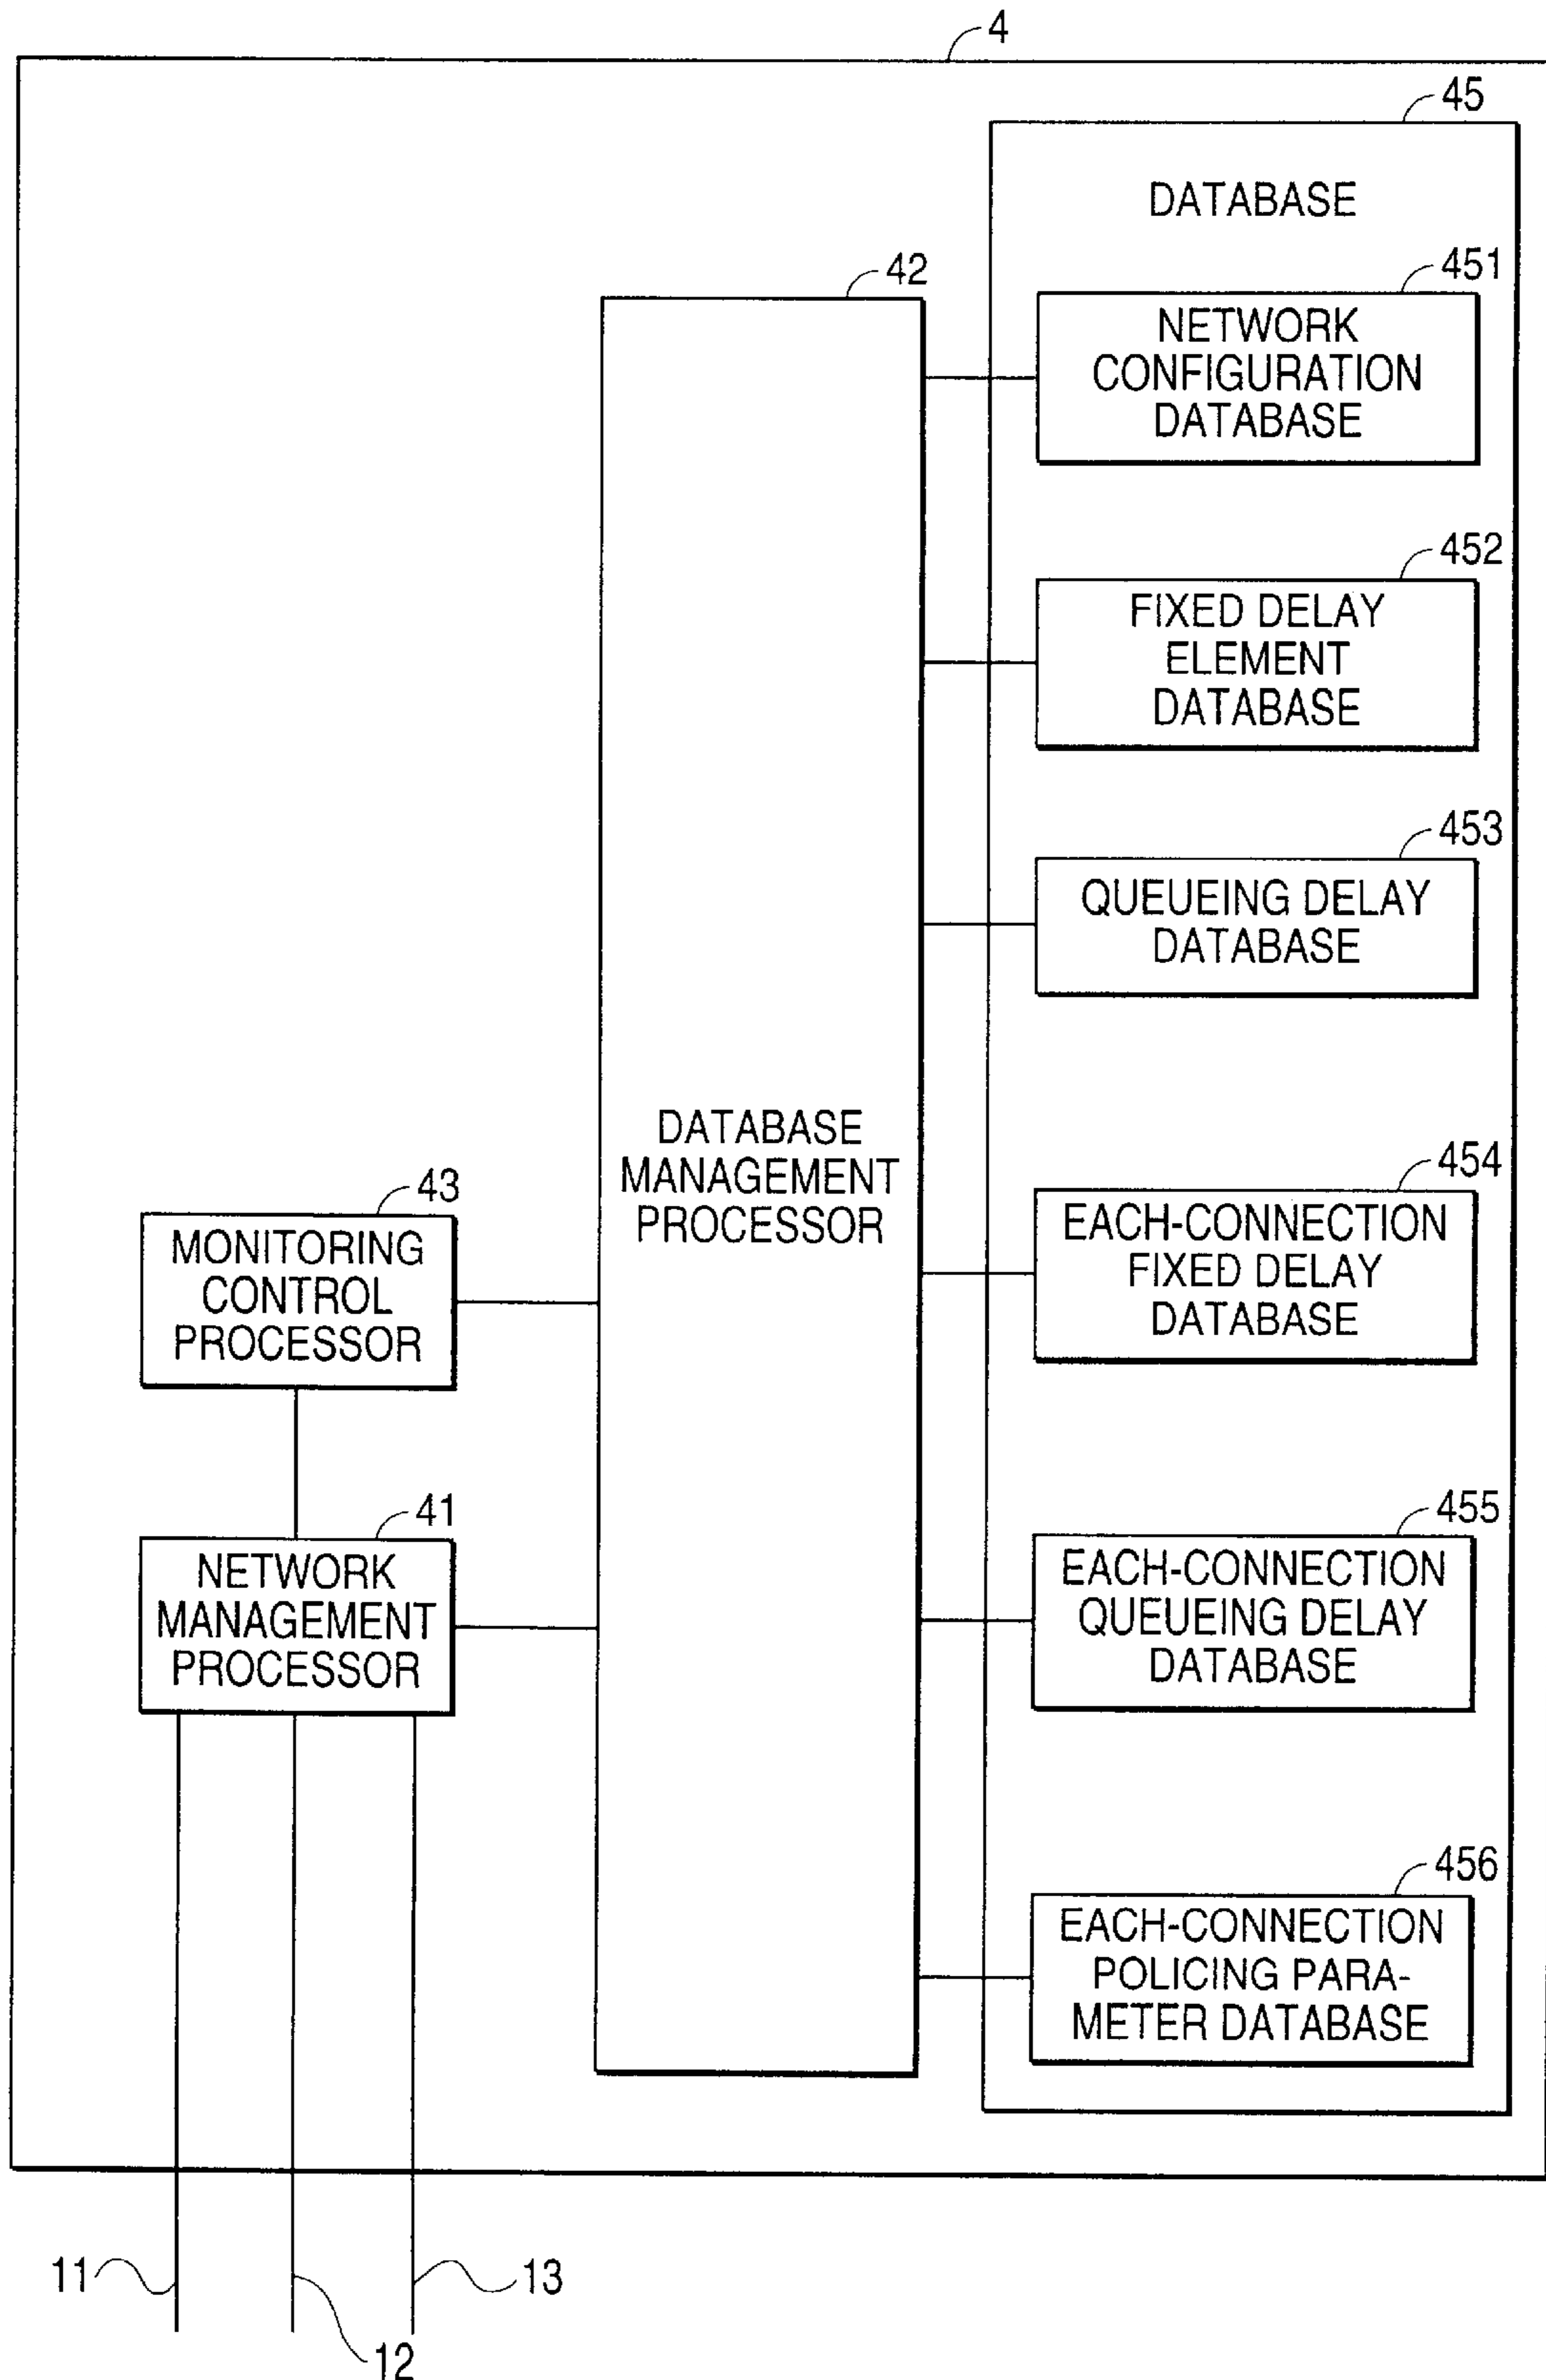 4
45
DATABASE
42
451
NETWORK
CONFIGURATION
DATABASE
452
FIXED DELAY
ELEMENT
DATABASE
453
QUEUEING DELAY
DATABASE
DATABASE
MANAGEMENT
PROCESSOR
454
EACH-CONNECTION
FIXED DELAY
DATABASE
43
MONITORING
CONTROL
PROCESSOR
41
NETWORK
MANAGEMENT
PROCESSOR
455
EACH-CONNECTION
QUEUEING DELAY
DATABASE
456
EACH-CONNECTION
POLICING PARA-
METER DATABASE
11
12
13